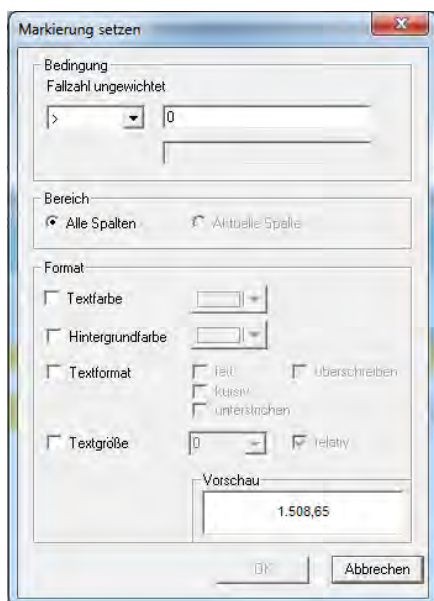 Markierung setzen
Bedingung
Fallzahl ungewichtet
> 0
Bereich
Alle Spalten Aktuelle Spalte
Format
Textfarbe
Hintergrundfarbe
Textformat fett überschreiben
kursiv
unterstrichen
Textgröße 0 relativ
Vorschau
1.508,65
OK Abbrechen